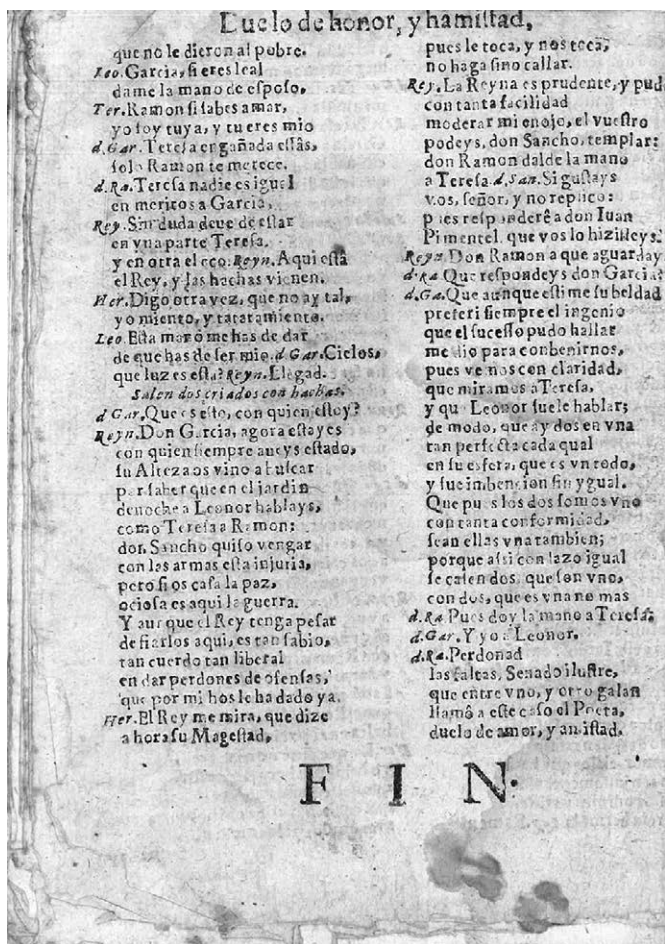 Duelo de honor, y hamistad,
que no le dieron al pobre.
Leo. Garcia, si eres leal
dame la mano de esposo,
Ter. Ramon si sabes amar,
yo soy tuya, y tu eres mio
d. Gar. Teresa engañada estâs,
solo Ramon te merece.
d. Ra. Teresa nadie es igual
en meritos a Garcia.
Rey. Sin duda deue de estar
en vna parte Teresa,
y en otra el eco. Reyn. Aqui està
el Rey, y las hachas vienen.
Her. Digo otra vez, que no ay tal,
yo miento, y tataramiento.
Leo. Esta manò me has de dar
de que has de ser mio. d Gar. Cielos,
que luz es esta? Reyn. Llegad.
Salen dos criados con hachas.
d Gar. Que es esto, con quien estoy?
Reyn. Don Garcia, agora estayes
con quien siempre aueys estado,
su Alteza os vino a buscar
por saber que en el jardin
de noche a Leonor hablays,
como Teresa a Ramon:
don Sancho quiso vengar
con las armas esta injuria,
pero si os casa la paz,
ociosa es aqui la guerra.
Y aunque el Rey tenga pesar
de fiarlos aqui, es tan sabio,
tan cuerdo tan liberal
en dar perdones de ofensas,
que por mi hos le ha dado ya.
Her. El Rey me mira, que dize
ahora su Magestad,
pues le toca, y nos toca,
no haga sino callar.
Rey. La Reyna es prudente, y pud
con tanta facilidad
moderar mi enojo, el vuestro
podeys, don Sancho, templar:
don Ramon dalde la mano
a Teresa. d. San. Si gustays
vos, señor, y no replico:
pues responderê a don Iuan
Pimentel, que vos lo hizisteys.
Reyn. Don Ramon a que aguarday
d. Ra. Que respondeys don Garcia?
d. Ga. Que aunque estime su beldad
preferi siempre el ingenio
que el sucesso pudo hallar
medio para conbenirnos,
pues vemos con claridad,
que miramos a Teresa,
y que Leonor suele hablar;
de modo, que ay dos en vna
tan perfecta cada qual
en su esfera, que es vn todo,
y fue inbencion sin ygual.
Que pues los dos somos vno
con tanta conformidad,
sean ellas vna tambien;
porque assi con lazo igual
se casen dos, que son vno,
con dos, que es vna no mas
d. Ra. Pues doy la mano a Teresa:
d. Gar. Y yo a Leonor.
d. Ra. Perdonad
las faltas, Senado ilustre,
que entre vno, y otro galan
llamô a este caso el Poeta,
duelo de amor, y amistad.
FIN.